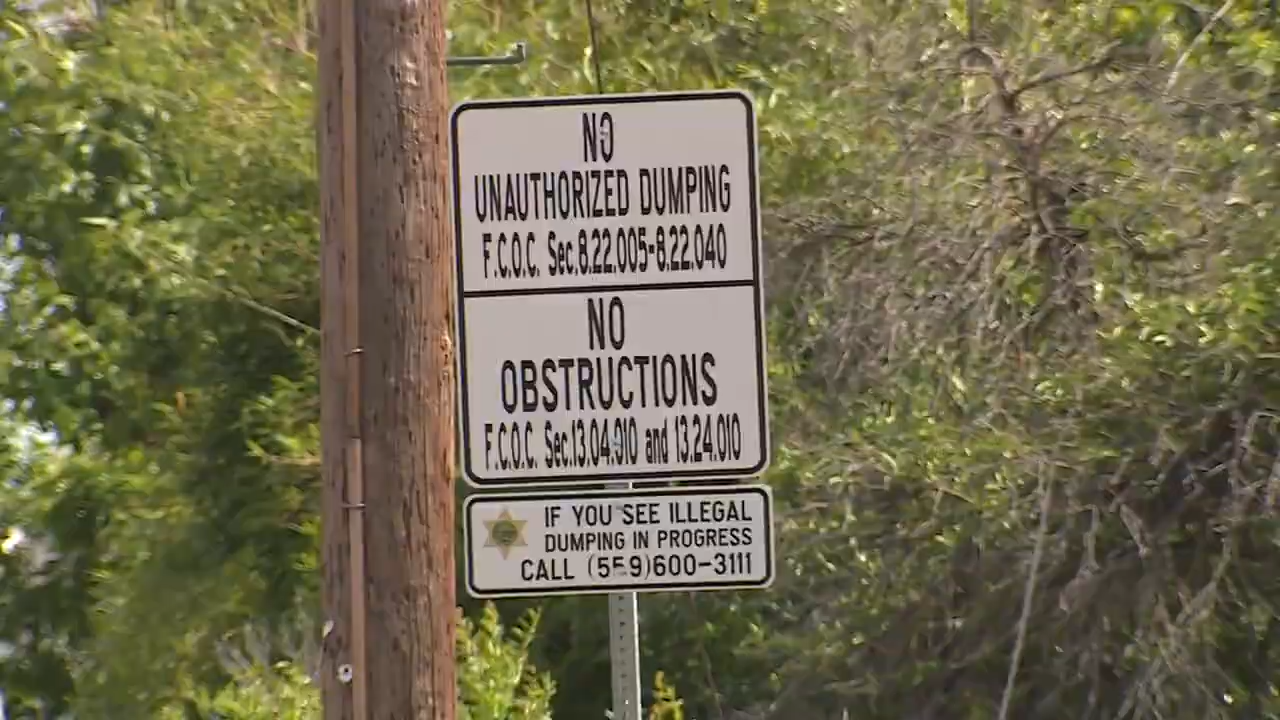 NO
UNAUTHORIZED DUMPING
F.C.O.C. Sec.8.22.005-8.22.040
NO
OBSTRUCTIONS
F.C.O.C. Sec.13.04.010 and 13.24.010
IF YOU SEE ILLEGAL
DUMPING IN PROGRESS
CALL (559)600-3111